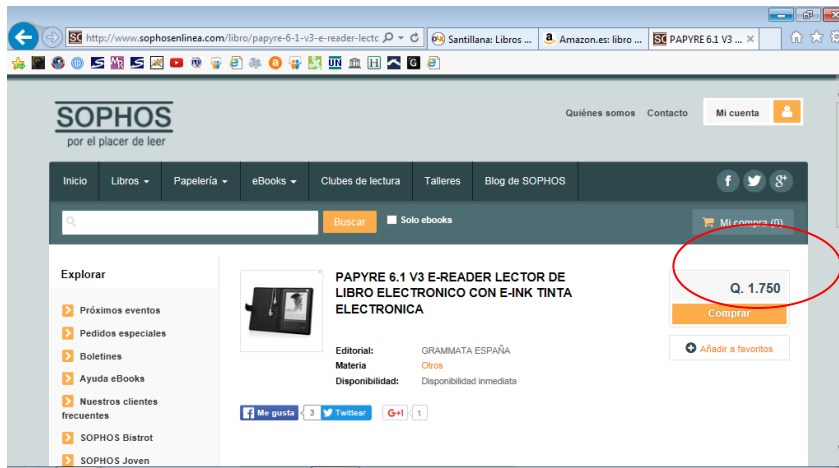 http://www.sophosenlinea.com/libro/papyre-6-1-v3-e-reader-lectc
Santillana: Libros ...
Amazon.es: libro ...
PAPYRE 6.1 V3 ...
SOPHOS
por el placer de leer
Quiénes somos Contacto Mi cuenta
Inicio Libros Papelería eBooks Clubes de lectura Talleres Blog de SOPHOS
Buscar Solo ebooks Mi compra (0)
Explorar
Próximos eventos
Pedidos especiales
Boletines
Ayuda eBooks
Nuestros clientes
frecuentes
SOPHOS Bistrot
SOPHOS Joven
PAPYRE 6.1 V3 E-READER LECTOR DE
LIBRO ELECTRONICO CON E-INK TINTA
ELECTRONICA
Editorial: GRAMMATA ESPAÑA
Materia Otros
Disponibilidad: Disponibilidad inmediata
Me gusta 3 Twittear G+1 1
Q. 1.750
Comprar
Añadir a favoritos